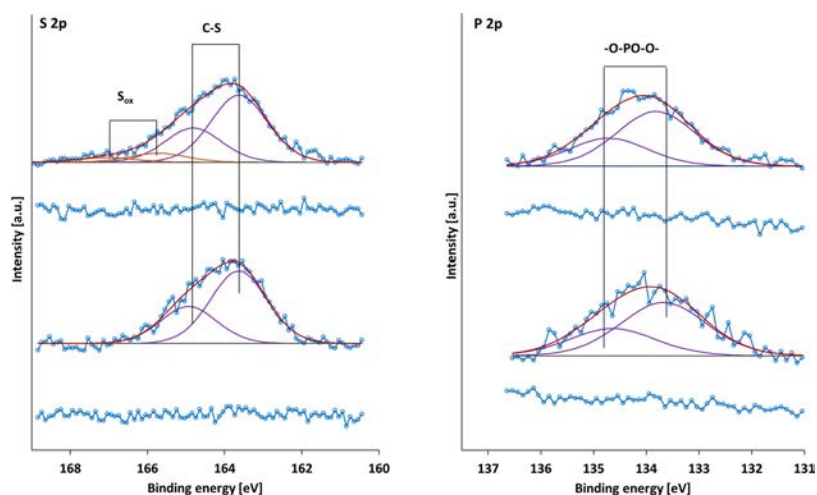 S 2p
C-S
Sox
Intensity [a.u.]
168 166 164 162 160
Binding energy [eV]
P 2p
-O-PO-O-
Intensity [a.u.]
137 136 135 134 133 132 131
Binding energy [eV]